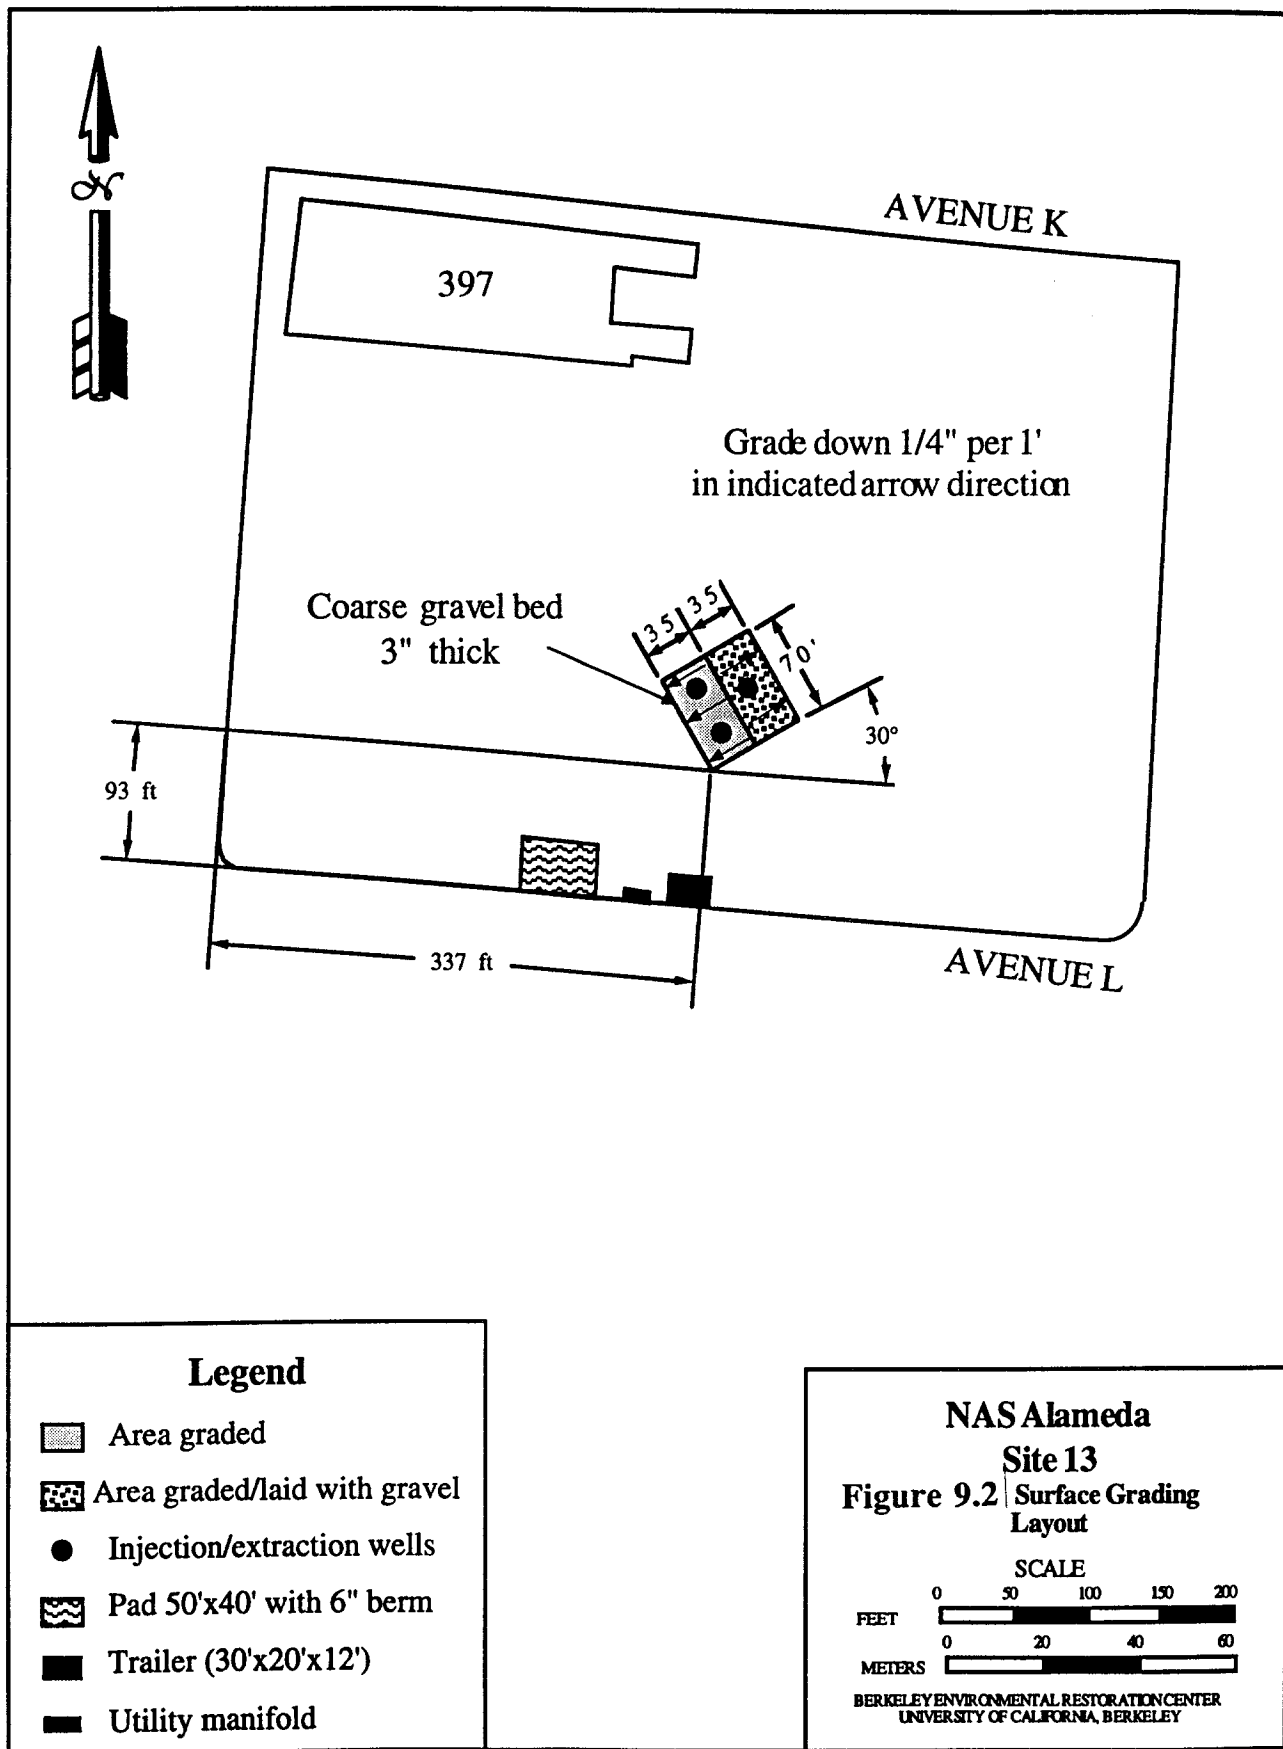 N
AVENUE K
397
Grade down 1/4" per 1'
in indicated arrow direction
35
35
Coarse gravel bed
3" thick
70'
30°
93 ft
337 ft
AVENUE L
Legend
Area graded
Area graded/laid with gravel
Injection/extraction wells
Pad 50'x40' with 6" berm
Trailer (30'x20'x12')
Utility manifold
NAS Alameda
Site 13
Figure 9.2 Surface Grading
Layout
SCALE
0 50 100 150 200
FEET
0 20 40 60
METERS
BERKELEY ENVIRONMENTAL RESTORATION CENTER
UNIVERSITY OF CALIFORNIA, BERKELEY